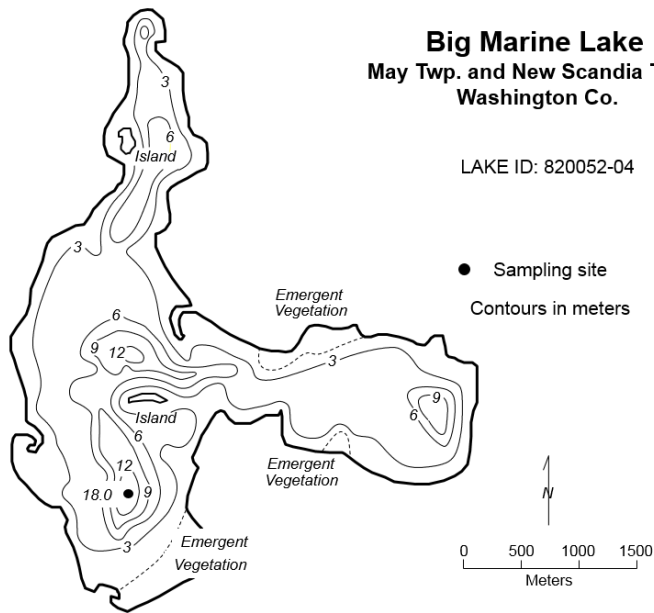 Big Marine Lake
May Twp. and New Scandia T
Washington Co.
LAKE ID: 820052-04
Sampling site
Contours in meters
3
6
Island
3
Emergent
Vegetation
6
9
12
3
9
6
Island
6
12
18.0
9
3
Emergent
Vegetation
Emergent
Vegetation
N
0 500 1000 1500
Meters